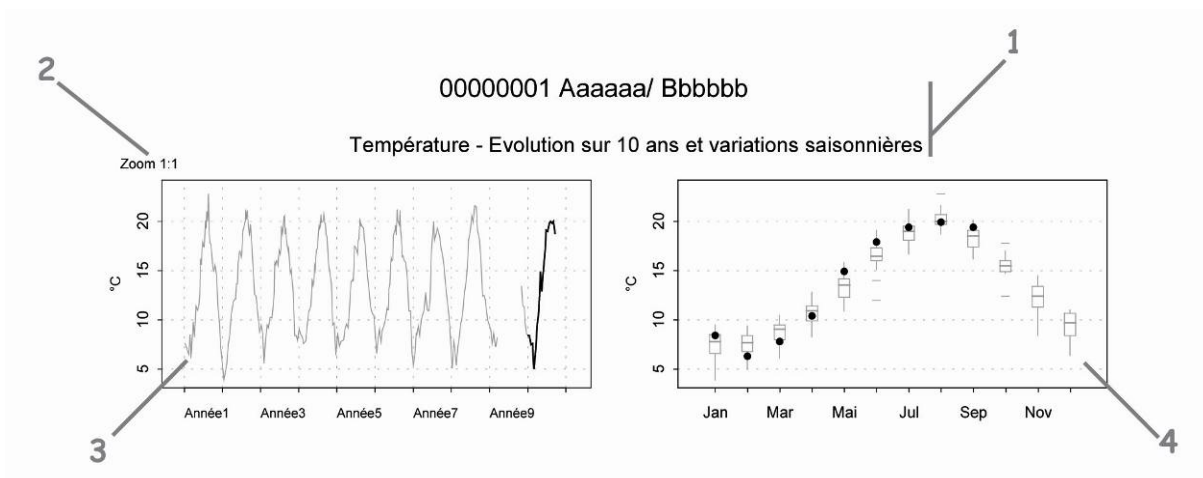 1
2
00000001 Aaaaaa/ Bbbbbb
Température - Evolution sur 10 ans et variations saisonnières
Zoom 1:1
°C
20
15
10
5
Année1 Année3 Année5 Année7 Année9
°C
20
15
10
5
Jan Mar Mai Jul Sep Nov
3
4